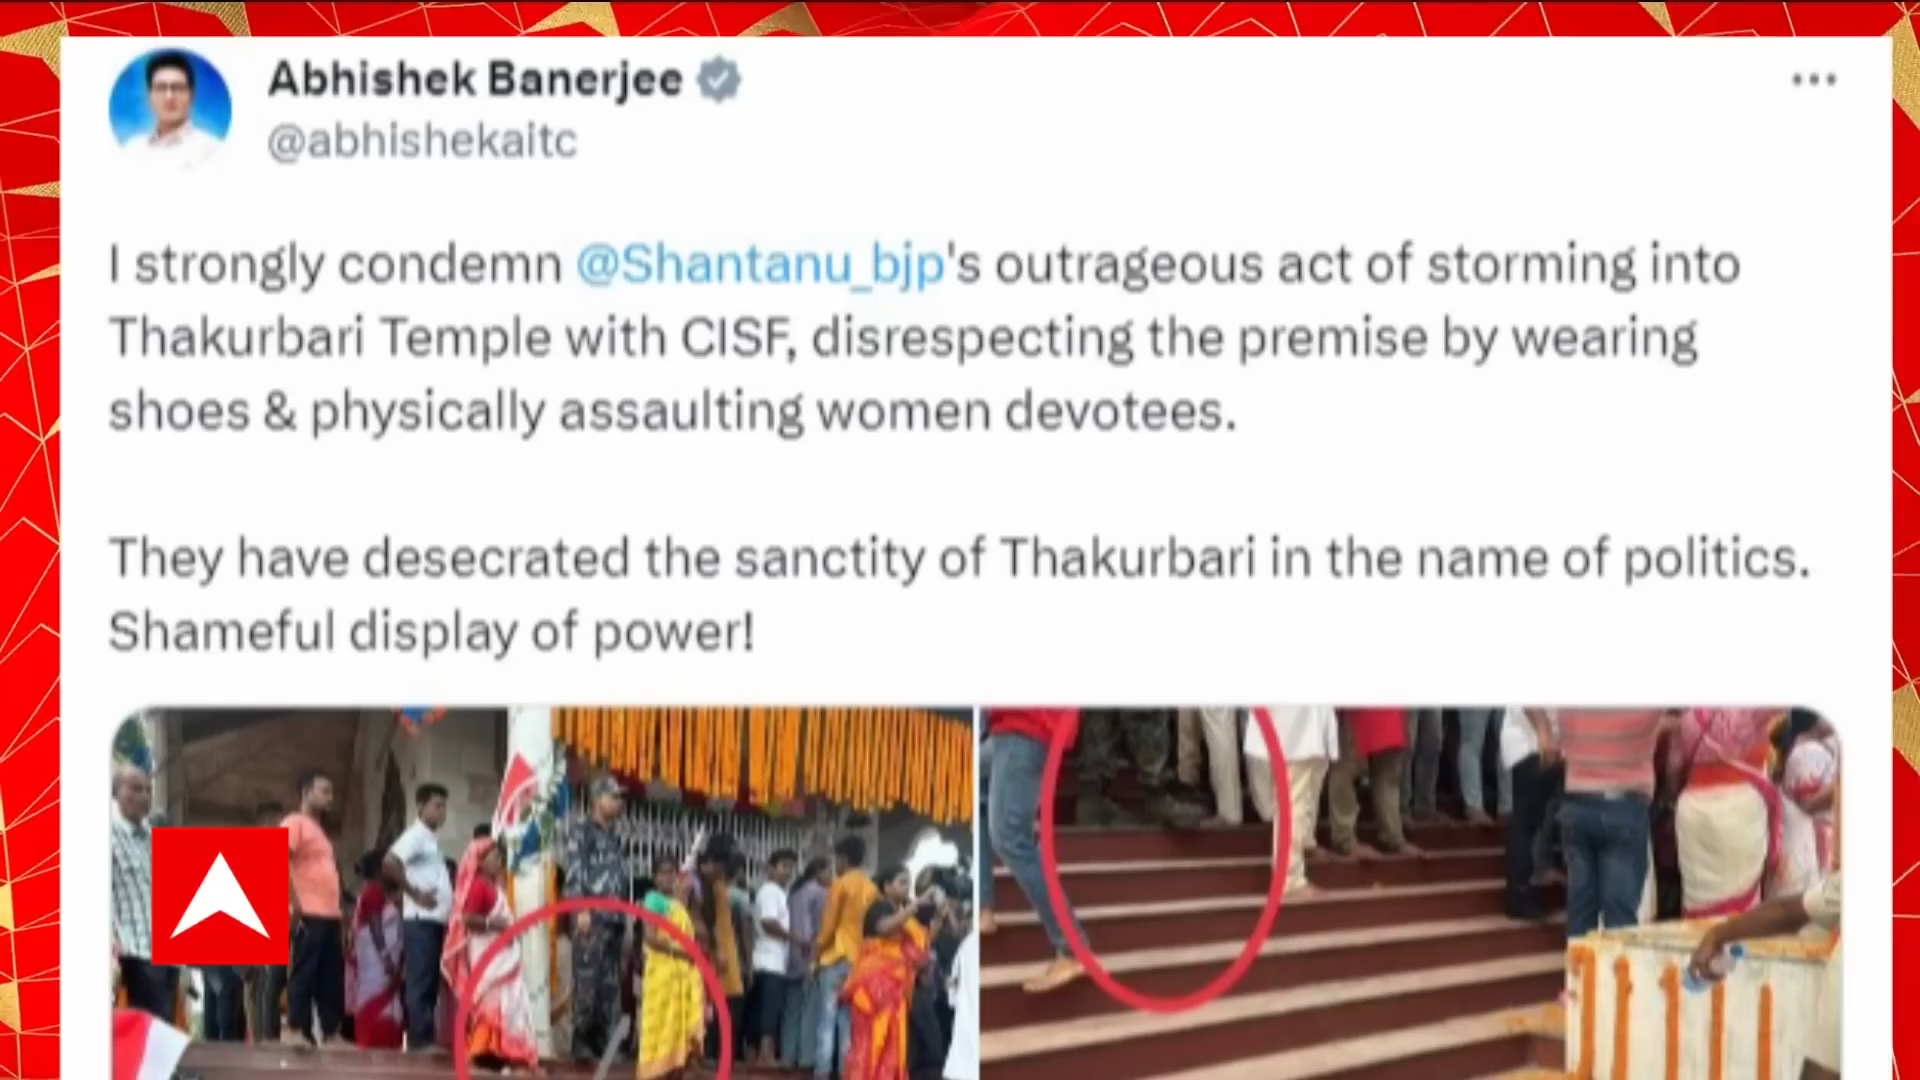 Abhishek Banerjee
@abhishekaitc
I strongly condemn @Shantanu_bjp's outrageous act of storming into
Thakurbari Temple with CISF, disrespecting the premise by wearing
shoes & physically assaulting women devotees.
They have desecrated the sanctity of Thakurbari in the name of politics.
Shameful display of power!